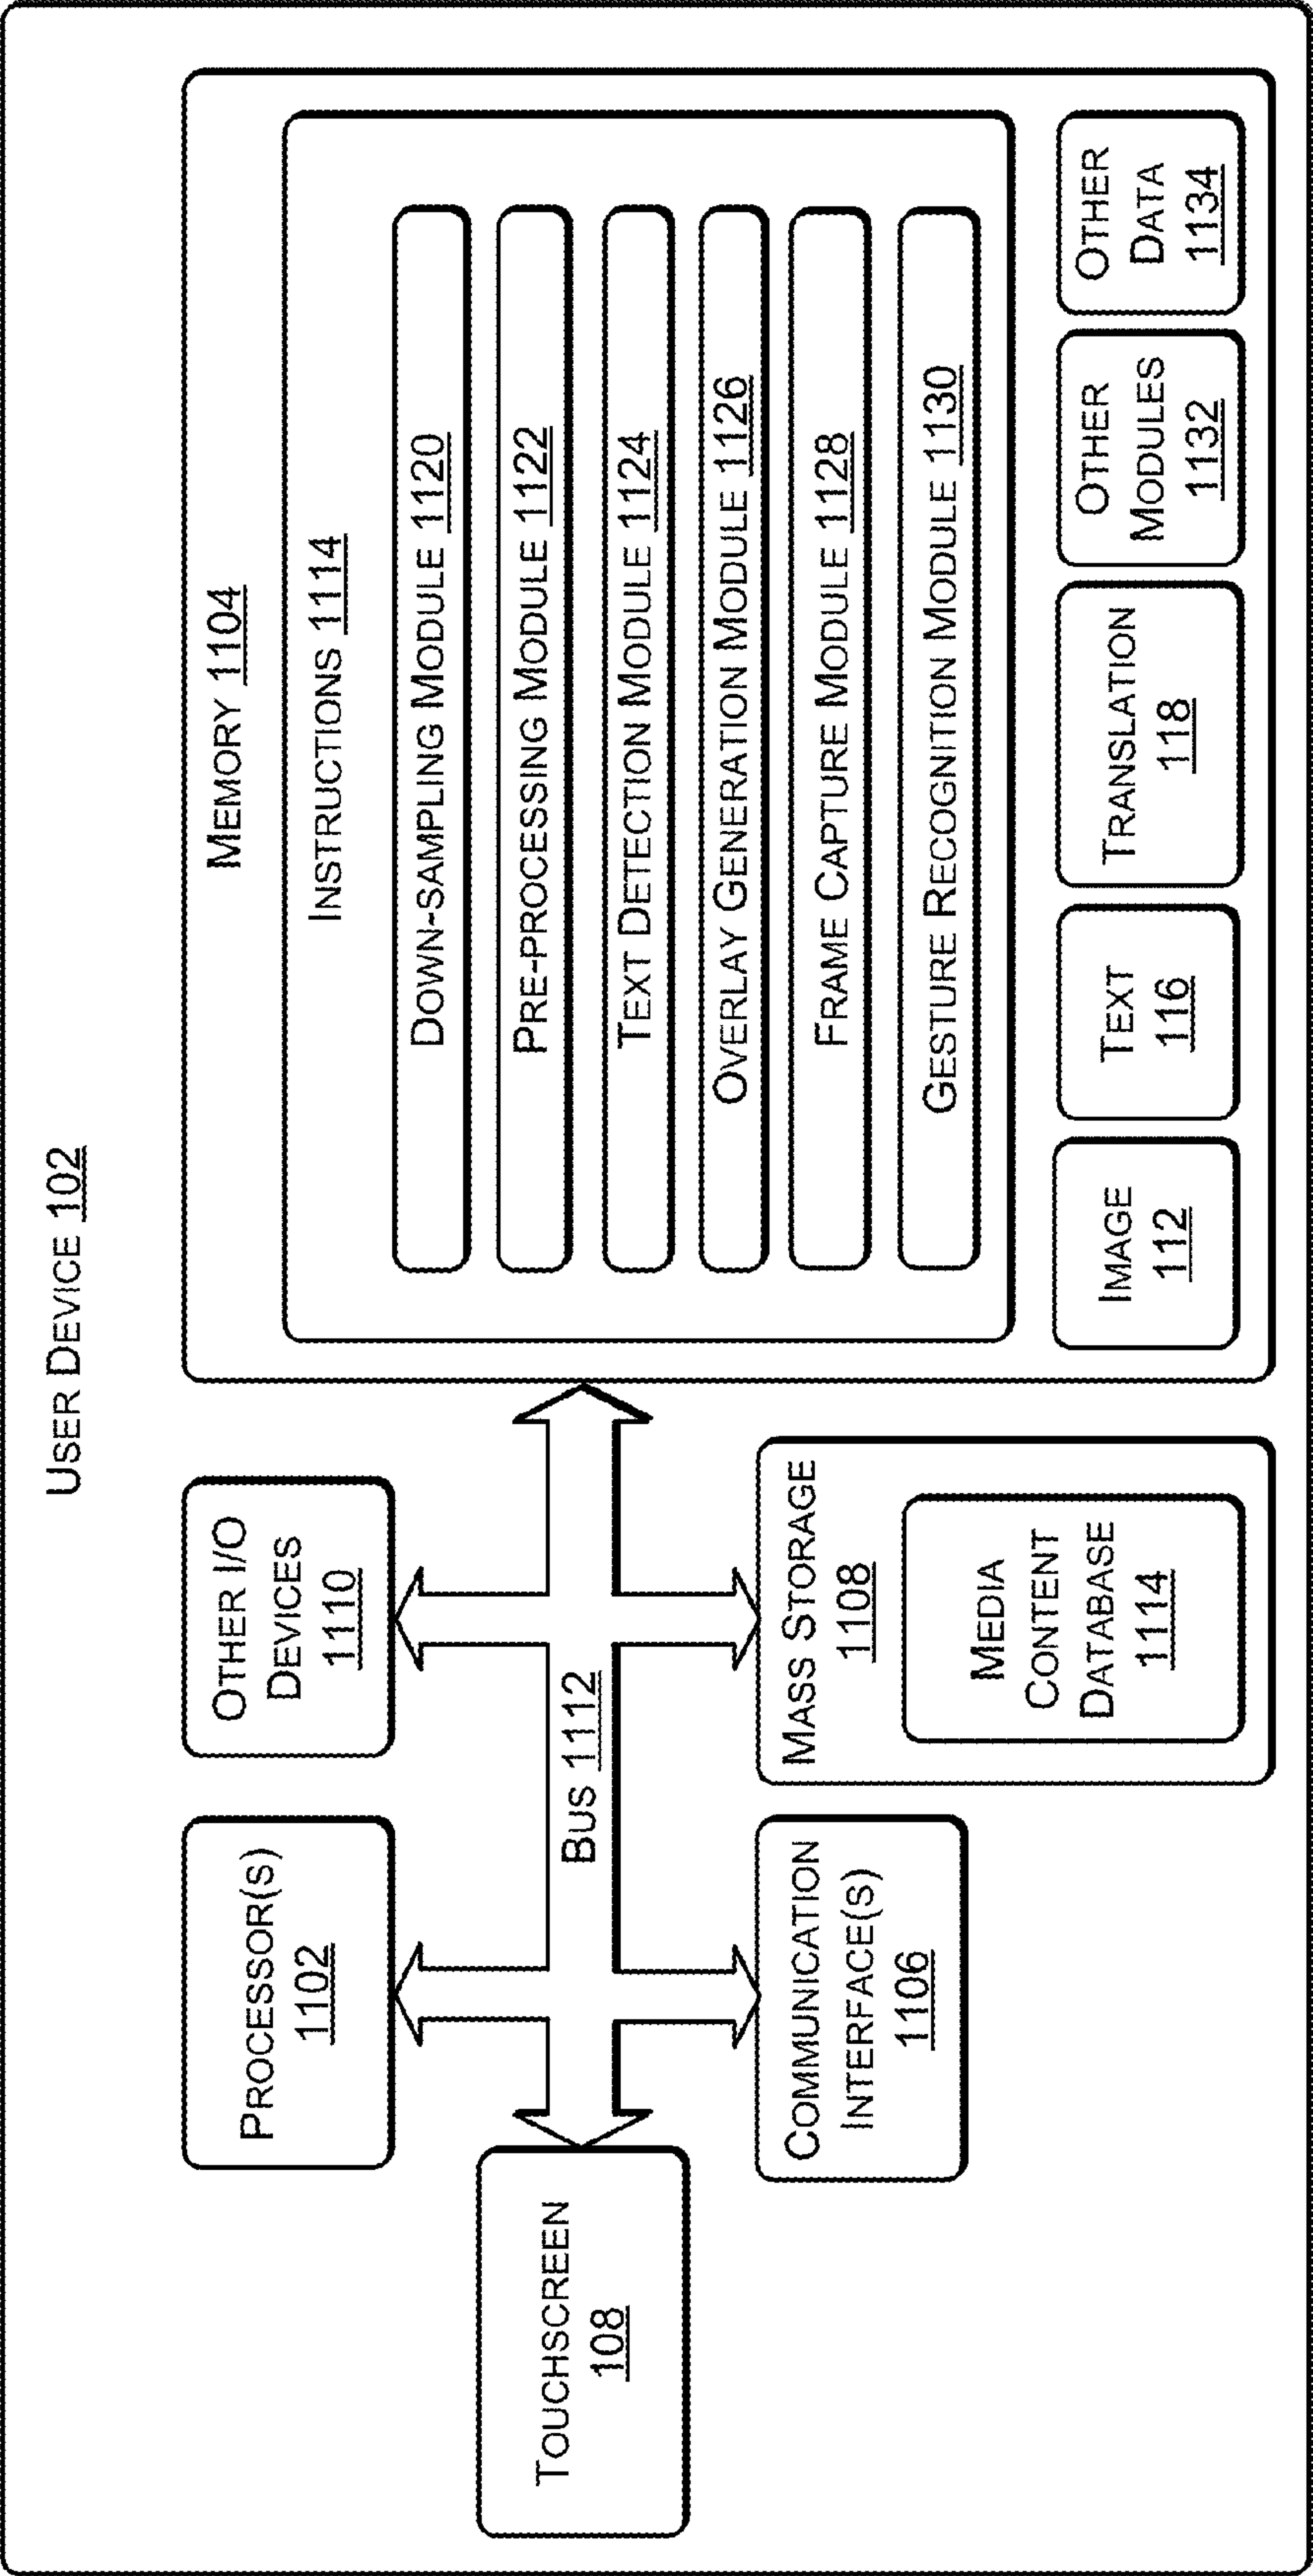 USER DEVICE 102
PROCESSOR(S)
1102
OTHER I/O
DEVICES
1110
TOUCHSCREEN
108
BUS 1112
COMMUNICATION
INTERFACE(S)
1106
MASS STORAGE
1108
MEDIA
CONTENT
DATABASE
1114
MEMORY 1104
INSTRUCTIONS 1114
DOWN-SAMPLING MODULE 1120
PRE-PROCESSING MODULE 1122
TEXT DETECTION MODULE 1124
OVERLAY GENERATION MODULE 1126
FRAME CAPTURE MODULE 1128
GESTURE RECOGNITION MODULE 1130
IMAGE
112
TEXT
116
TRANSLATION
118
OTHER
MODULES
1132
OTHER
DATA
1134